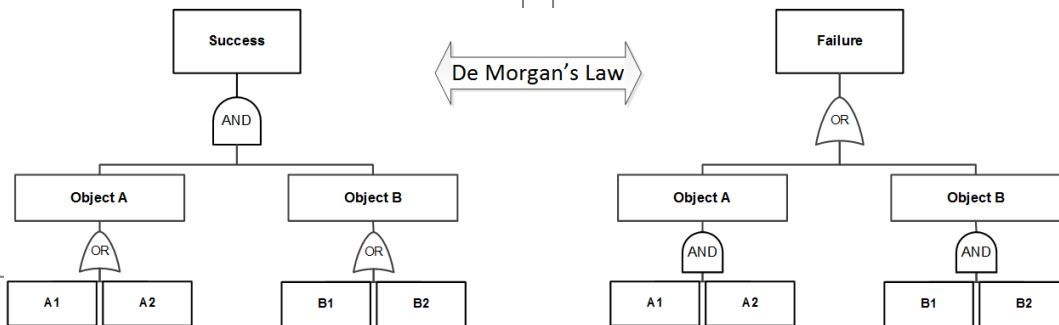 Success
Failure
De Morgan's Law
AND
OR
Object A
Object B
Object A
Object B
OR
OR
AND
AND
A1
A2
B1
B2
A1
A2
B1
B2